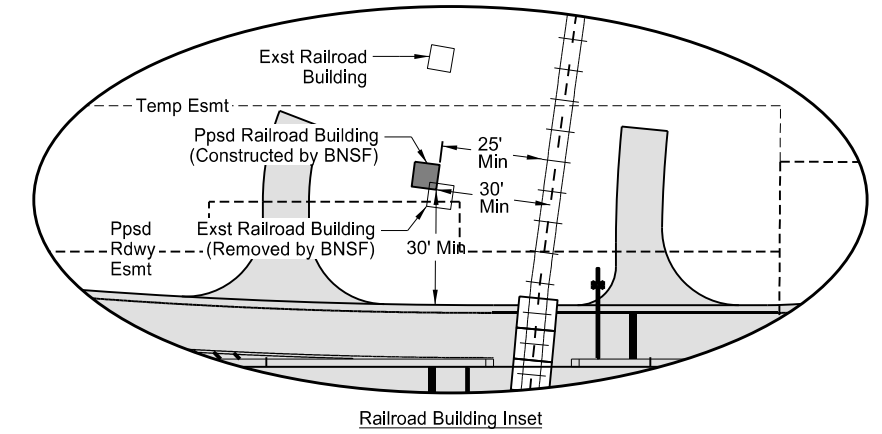 Exst Railroad
Building
Temp Esmt
Ppsd Railroad Building
(Constructed by BNSF)
25'
Min
30'
Min
Ppsd
Rdwy
Esmt
Exst Railroad Building
(Removed by BNSF)
30' Min
Railroad Building Inset